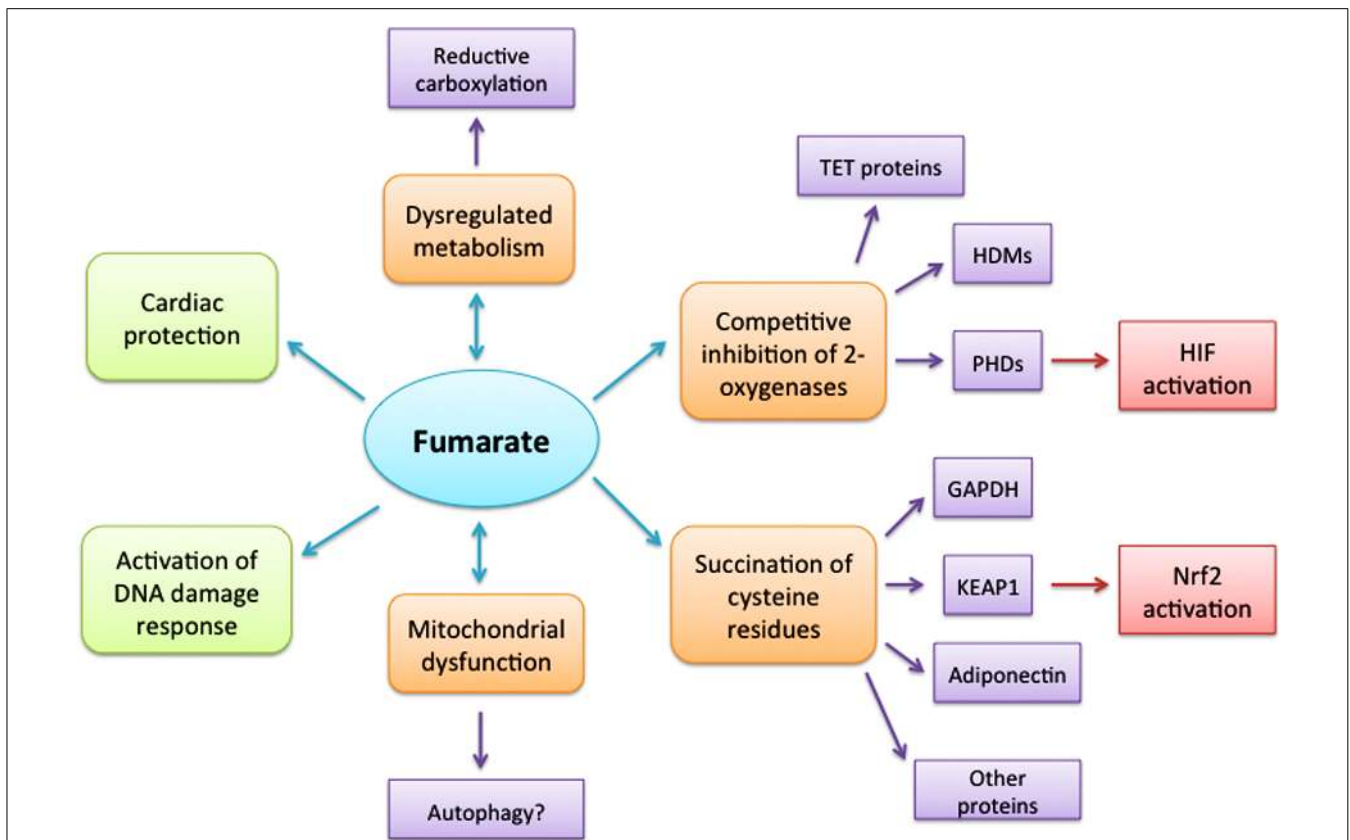 Reductive
carboxylation
TET proteins
Dysregulated
metabolism
HDMs
Cardiac
protection
Competitive
inhibition of 2-
oxygenases
PHDs
HIF
activation
Fumarate
GAPDH
Activation of
DNA damage
response
Succination of
cysteine
residues
KEAP1
Nrf2
activation
Mitochondrial
dysfunction
Adiponectin
Other
proteins
Autophagy?